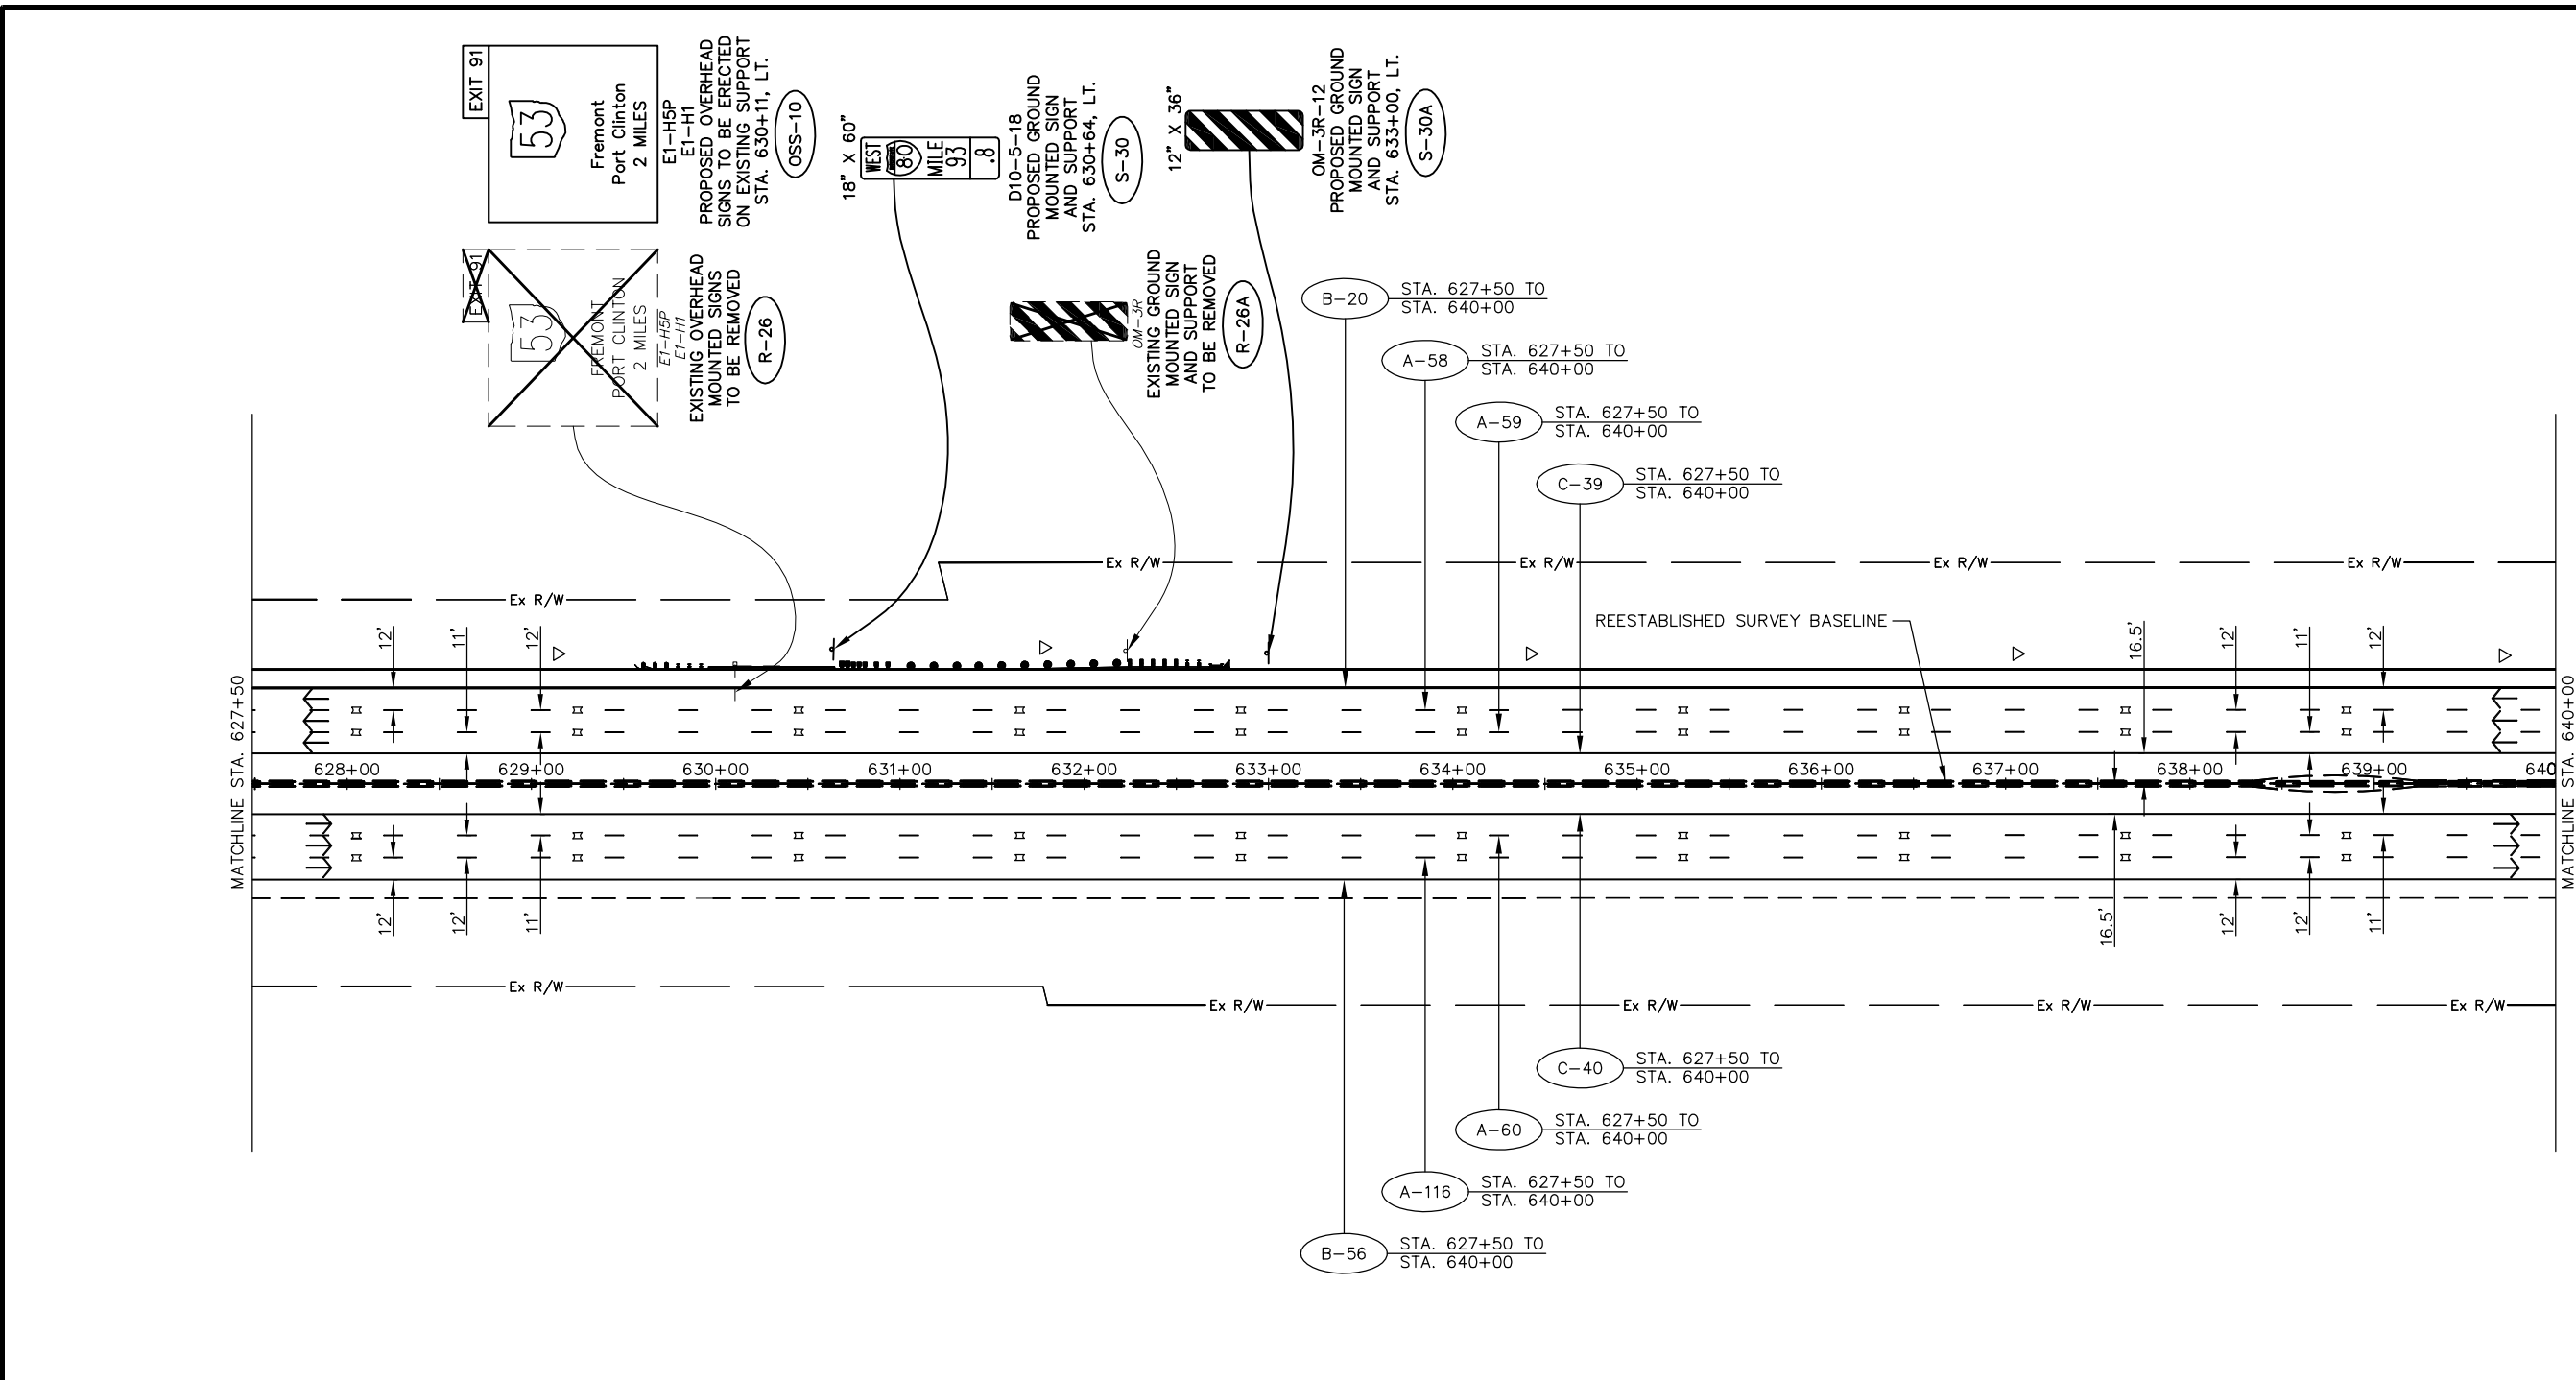 EXIT 91
53
Fremont
Port Clinton
2 MILES
E1-H5P
E1-H1
PROPOSED OVERHEAD
SIGNS TO BE ERECTED
ON EXISTING SUPPORT
STA. 630+11, LT.
OSS-10
18" X 60"
WEST
80
MILE
93
.8
D10-5-18
PROPOSED GROUND
MOUNTED SIGN
AND SUPPORT
STA. 630+64, LT.
S-30
12" X 36"
OM-3R-12
PROPOSED GROUND
MOUNTED SIGN
AND SUPPORT
STA. 633+00, LT.
S-30A
EXIT 91
53
FREMONT
PORT CLINTON
2 MILES
E1-H5P
E1-H1
EXISTING OVERHEAD
MOUNTED SIGNS
TO BE REMOVED
R-26
OM-3R
EXISTING GROUND
MOUNTED SIGN
AND SUPPORT
TO BE REMOVED
R-26A
B-20
STA. 627+50 TO
STA. 640+00
A-58
STA. 627+50 TO
STA. 640+00
A-59
STA. 627+50 TO
STA. 640+00
C-39
STA. 627+50 TO
STA. 640+00
Ex R/W
Ex R/W
Ex R/W
Ex R/W
Ex R/W
REESTABLISHED SURVEY BASELINE
12'
11'
12'
16.5'
12'
11'
12'
MATCHLINE STA. 627+50
628+00
629+00
630+00
631+00
632+00
633+00
634+00
635+00
636+00
637+00
638+00
639+00
640
MATCHLINE STA. 640+00
12'
12'
11'
16.5'
12'
12'
11'
Ex R/W
Ex R/W
Ex R/W
Ex R/W
Ex R/W
C-40
STA. 627+50 TO
STA. 640+00
A-60
STA. 627+50 TO
STA. 640+00
A-116
STA. 627+50 TO
STA. 640+00
B-56
STA. 627+50 TO
STA. 640+00